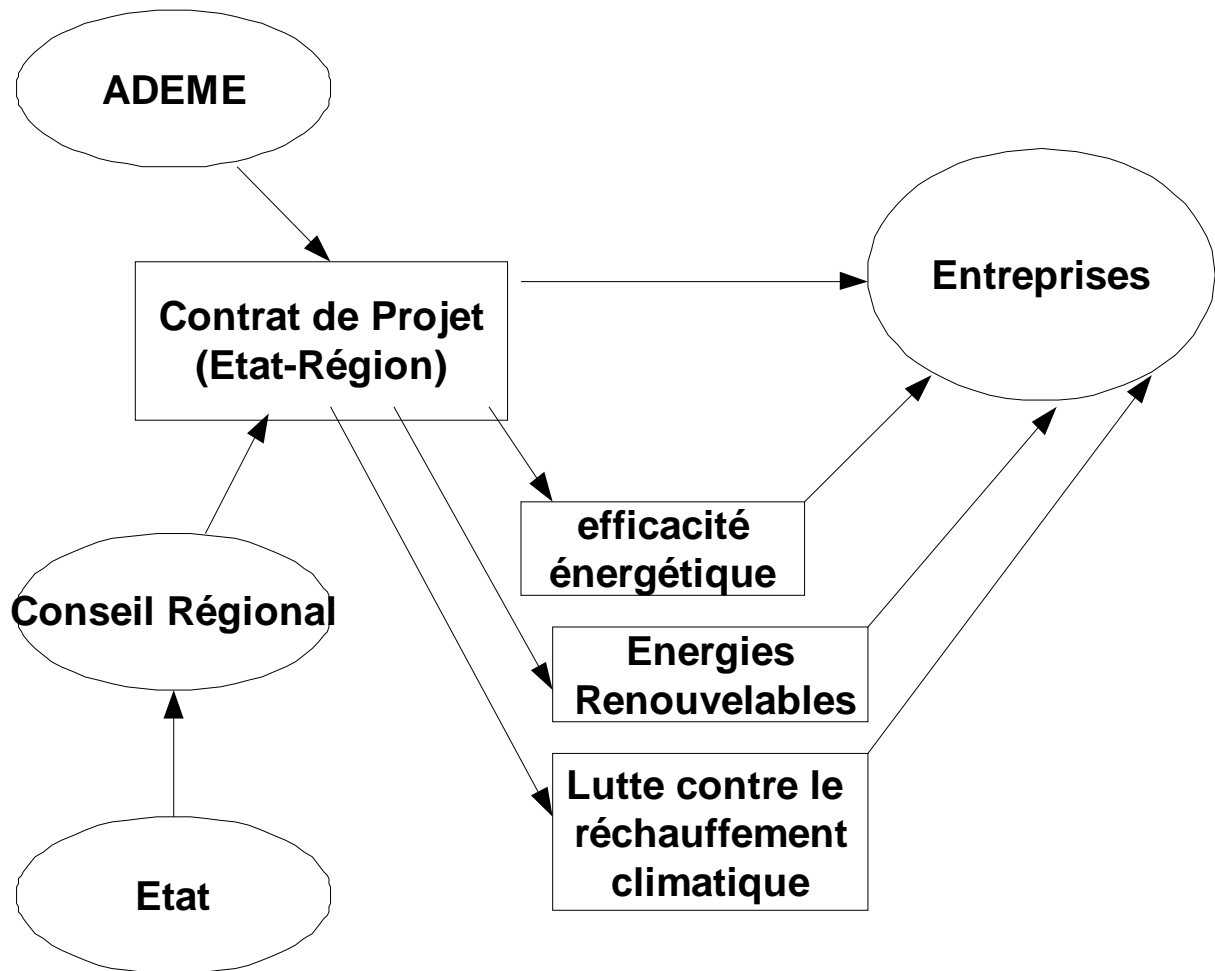 ADEME
Entreprises
Contrat de Projet
(Etat-Région)
efficacité
énergétique
Conseil Régional
Energies
Renouvelables
Lutte contre le
réchauffement
climatique
Etat